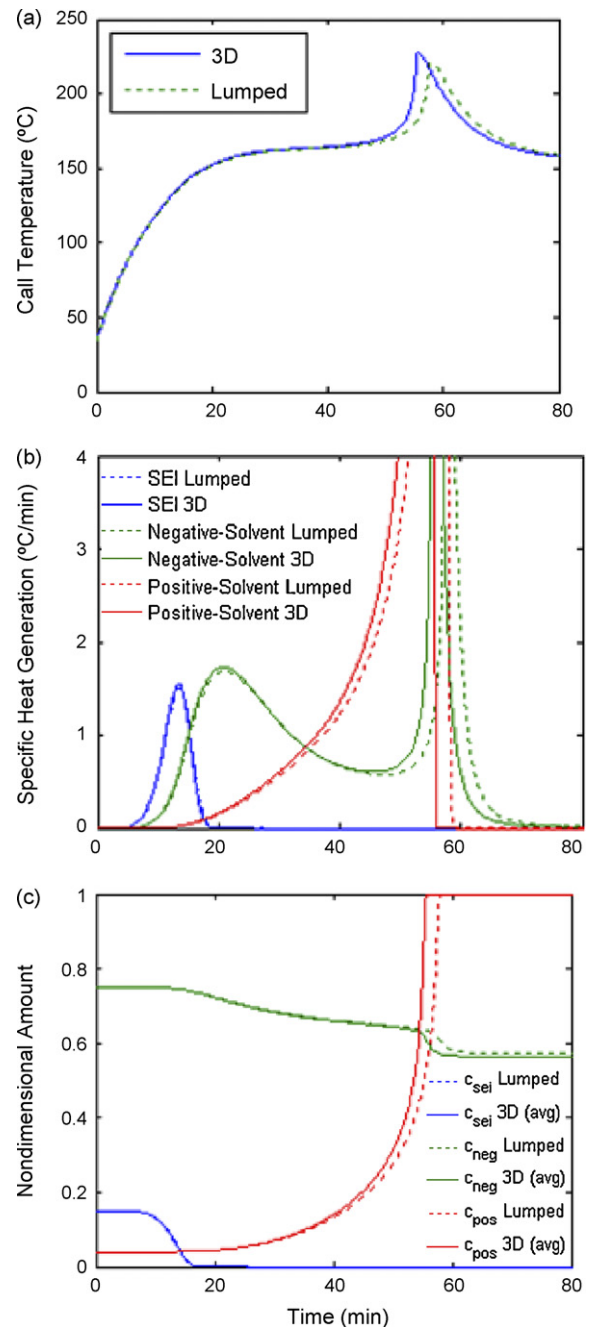 (a)
250
200
150
100
50
0
Call Temperature (ºC)
3D
Lumped
0 20 40 60 80
(b)
4
3
2
1
0
Specific Heat Generation (ºC/min)
SEI Lumped
SEI 3D
Negative-Solvent Lumped
Negative-Solvent 3D
Positive-Solvent Lumped
Positive-Solvent 3D
0 20 40 60 80
(c)
1
0.8
0.6
0.4
0.2
0
Nondimensional Amount
c_sei Lumped
c_sei 3D (avg)
c_neg Lumped
c_neg 3D (avg)
c_pos Lumped
c_pos 3D (avg)
0 20 40 60 80
Time (min)